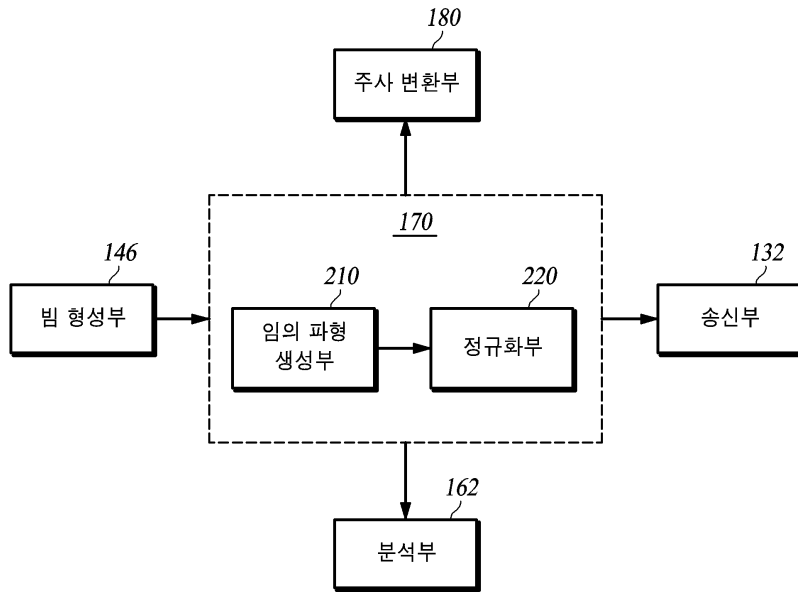 180
주사 변환부
170
146
빔 형성부
210
임의 파형
생성부
220
정규화부
132
송신부
162
분석부